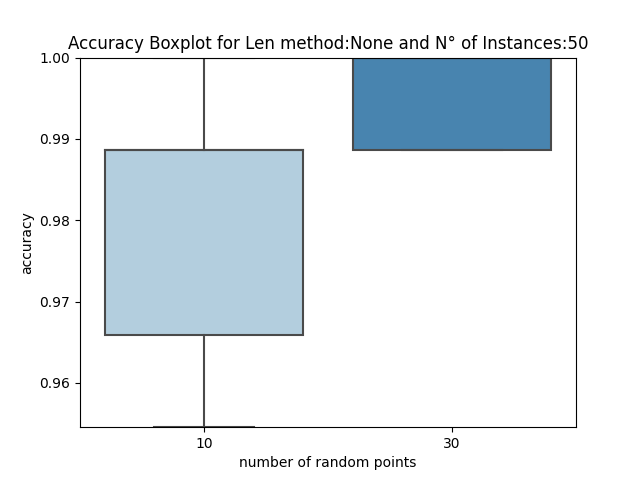 Accuracy Boxplot for Len method:None and N° of Instances:50
1.00
0.99
0.98
0.97
0.96
accuracy
10 30
number of random points